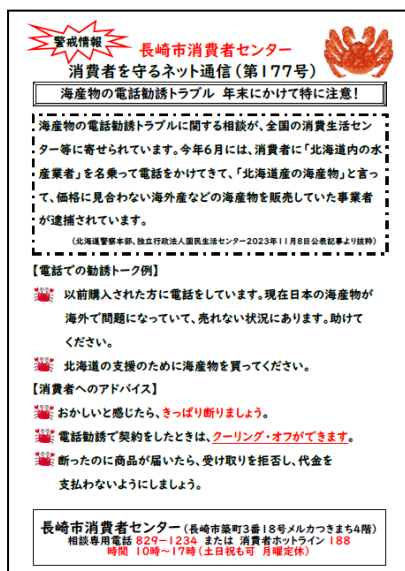 警戒情報
長崎市消費者センター
消費者を守るネット通信(第177号)
海産物の電話勧誘トラブル 年末にかけて特に注意!
海産物の電話勧誘トラブルに関する相談が、全国の消費生活セン
ター等に寄せられています。今年6月には、消費者に「北海道内の水
産業者」を名乗って電話をかけてきて、「北海道産の海産物」と言っ
て、価格に見合わない海外産などの海産物を販売していた事業者
が逮捕されています。
(北海道警察本部、独立行政法人国民生活センター2023年11月8日公表記事より抜粋)
【電話での勧誘トーク例】
以前購入された方に電話をしています。現在日本の海産物が
海外で問題になっていて、売れない状況にあります。助けて
ください。
北海道の支援のために海産物を買ってください。
【消費者へのアドバイス】
おかしいと感じたら、きっぱり断りましょう。
電話勧誘で契約をしたときは、クーリング・オフができます。
断ったのに商品が届いたら、受け取りを拒否し、代金を
支払わないようにしましょう。
長崎市消費者センター(長崎市築町3番18号メルカつきまち4階)
相談専用電話 829-1234 または 消費者ホットライン 188
時間 10時~17時(土日祝も可 月曜定休)